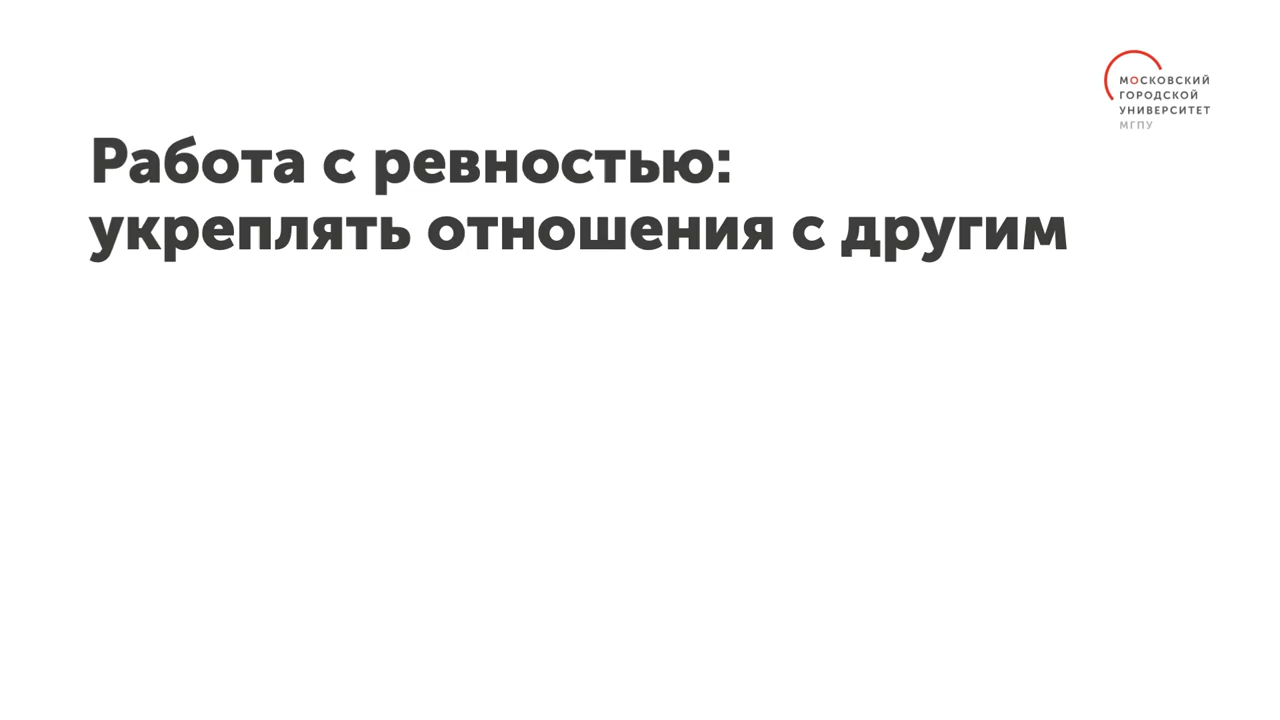 МОСКОВСКИЙ
ГОРОДСКОЙ
УНИВЕРСИТЕТ
МГПУ
Работа с ревностью:
укреплять отношения с другим